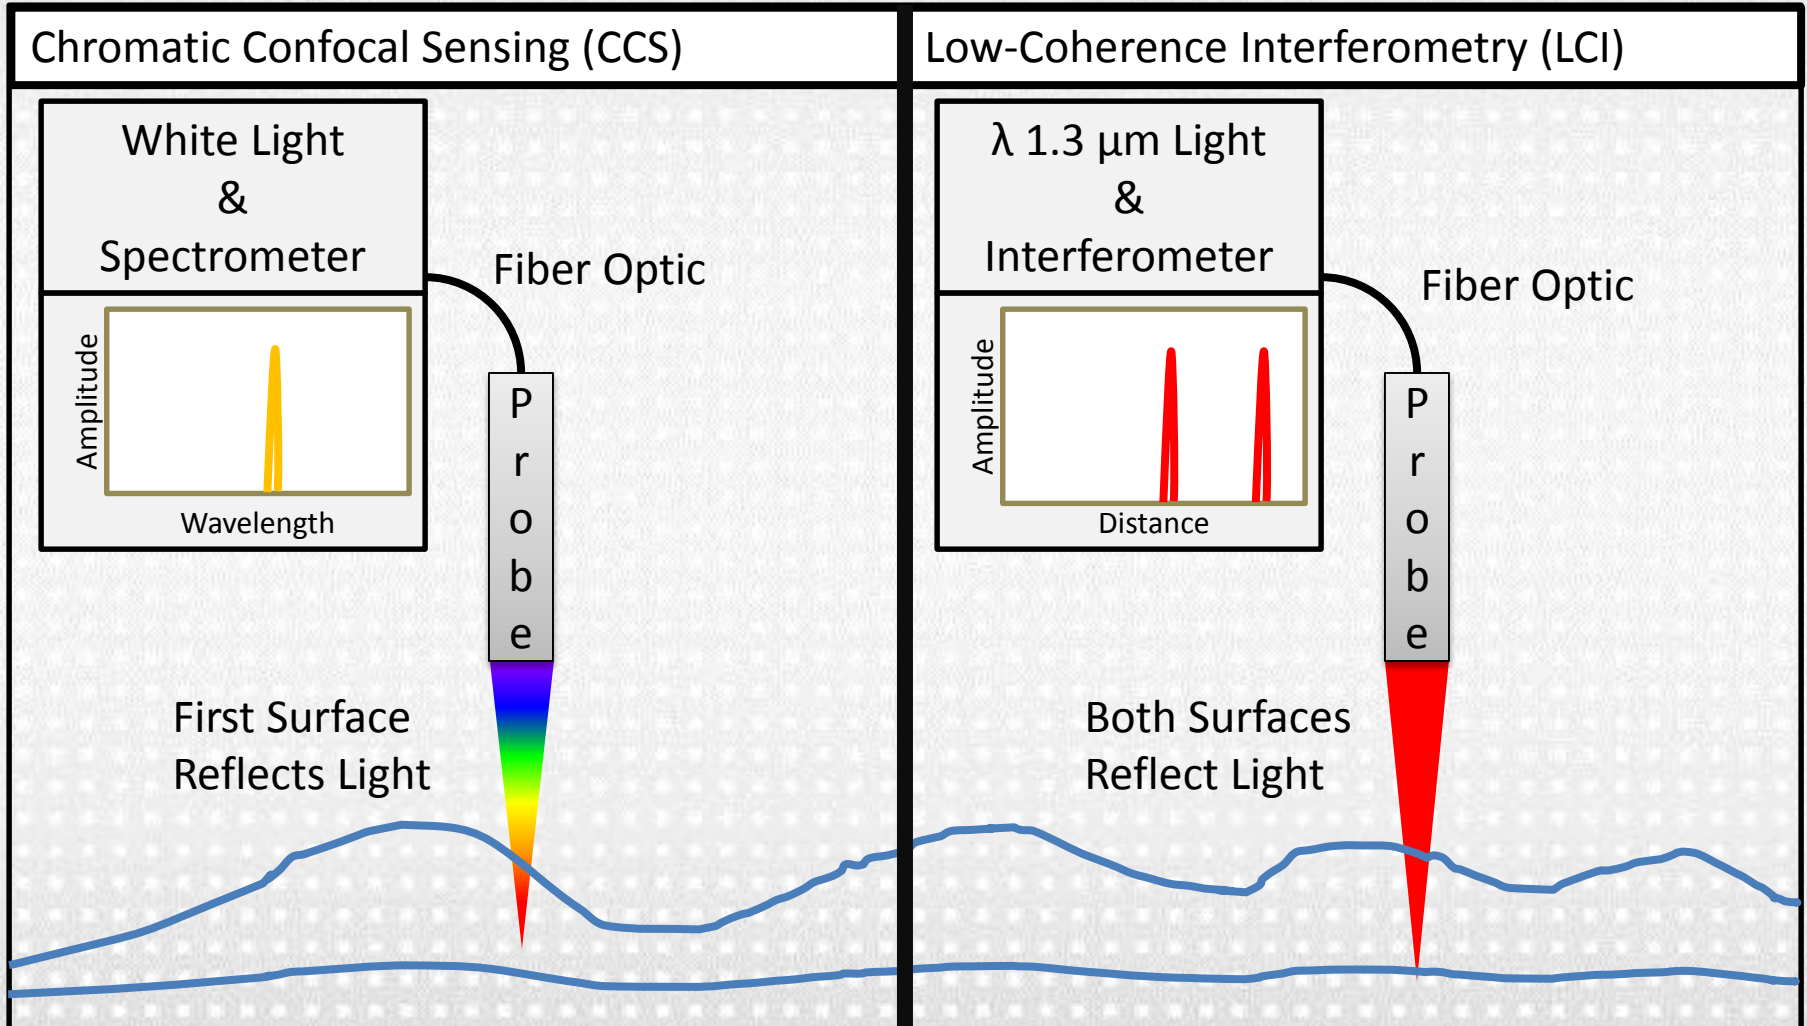 Chromatic Confocal Sensing (CCS)
White Light
&
Spectrometer
Fiber Optic
Amplitude
Wavelength
P
r
o
b
e
First Surface
Reflects Light
Low-Coherence Interferometry (LCI)
λ 1.3 µm Light
&
Interferometer
Fiber Optic
Amplitude
Distance
P
r
o
b
e
Both Surfaces
Reflect Light